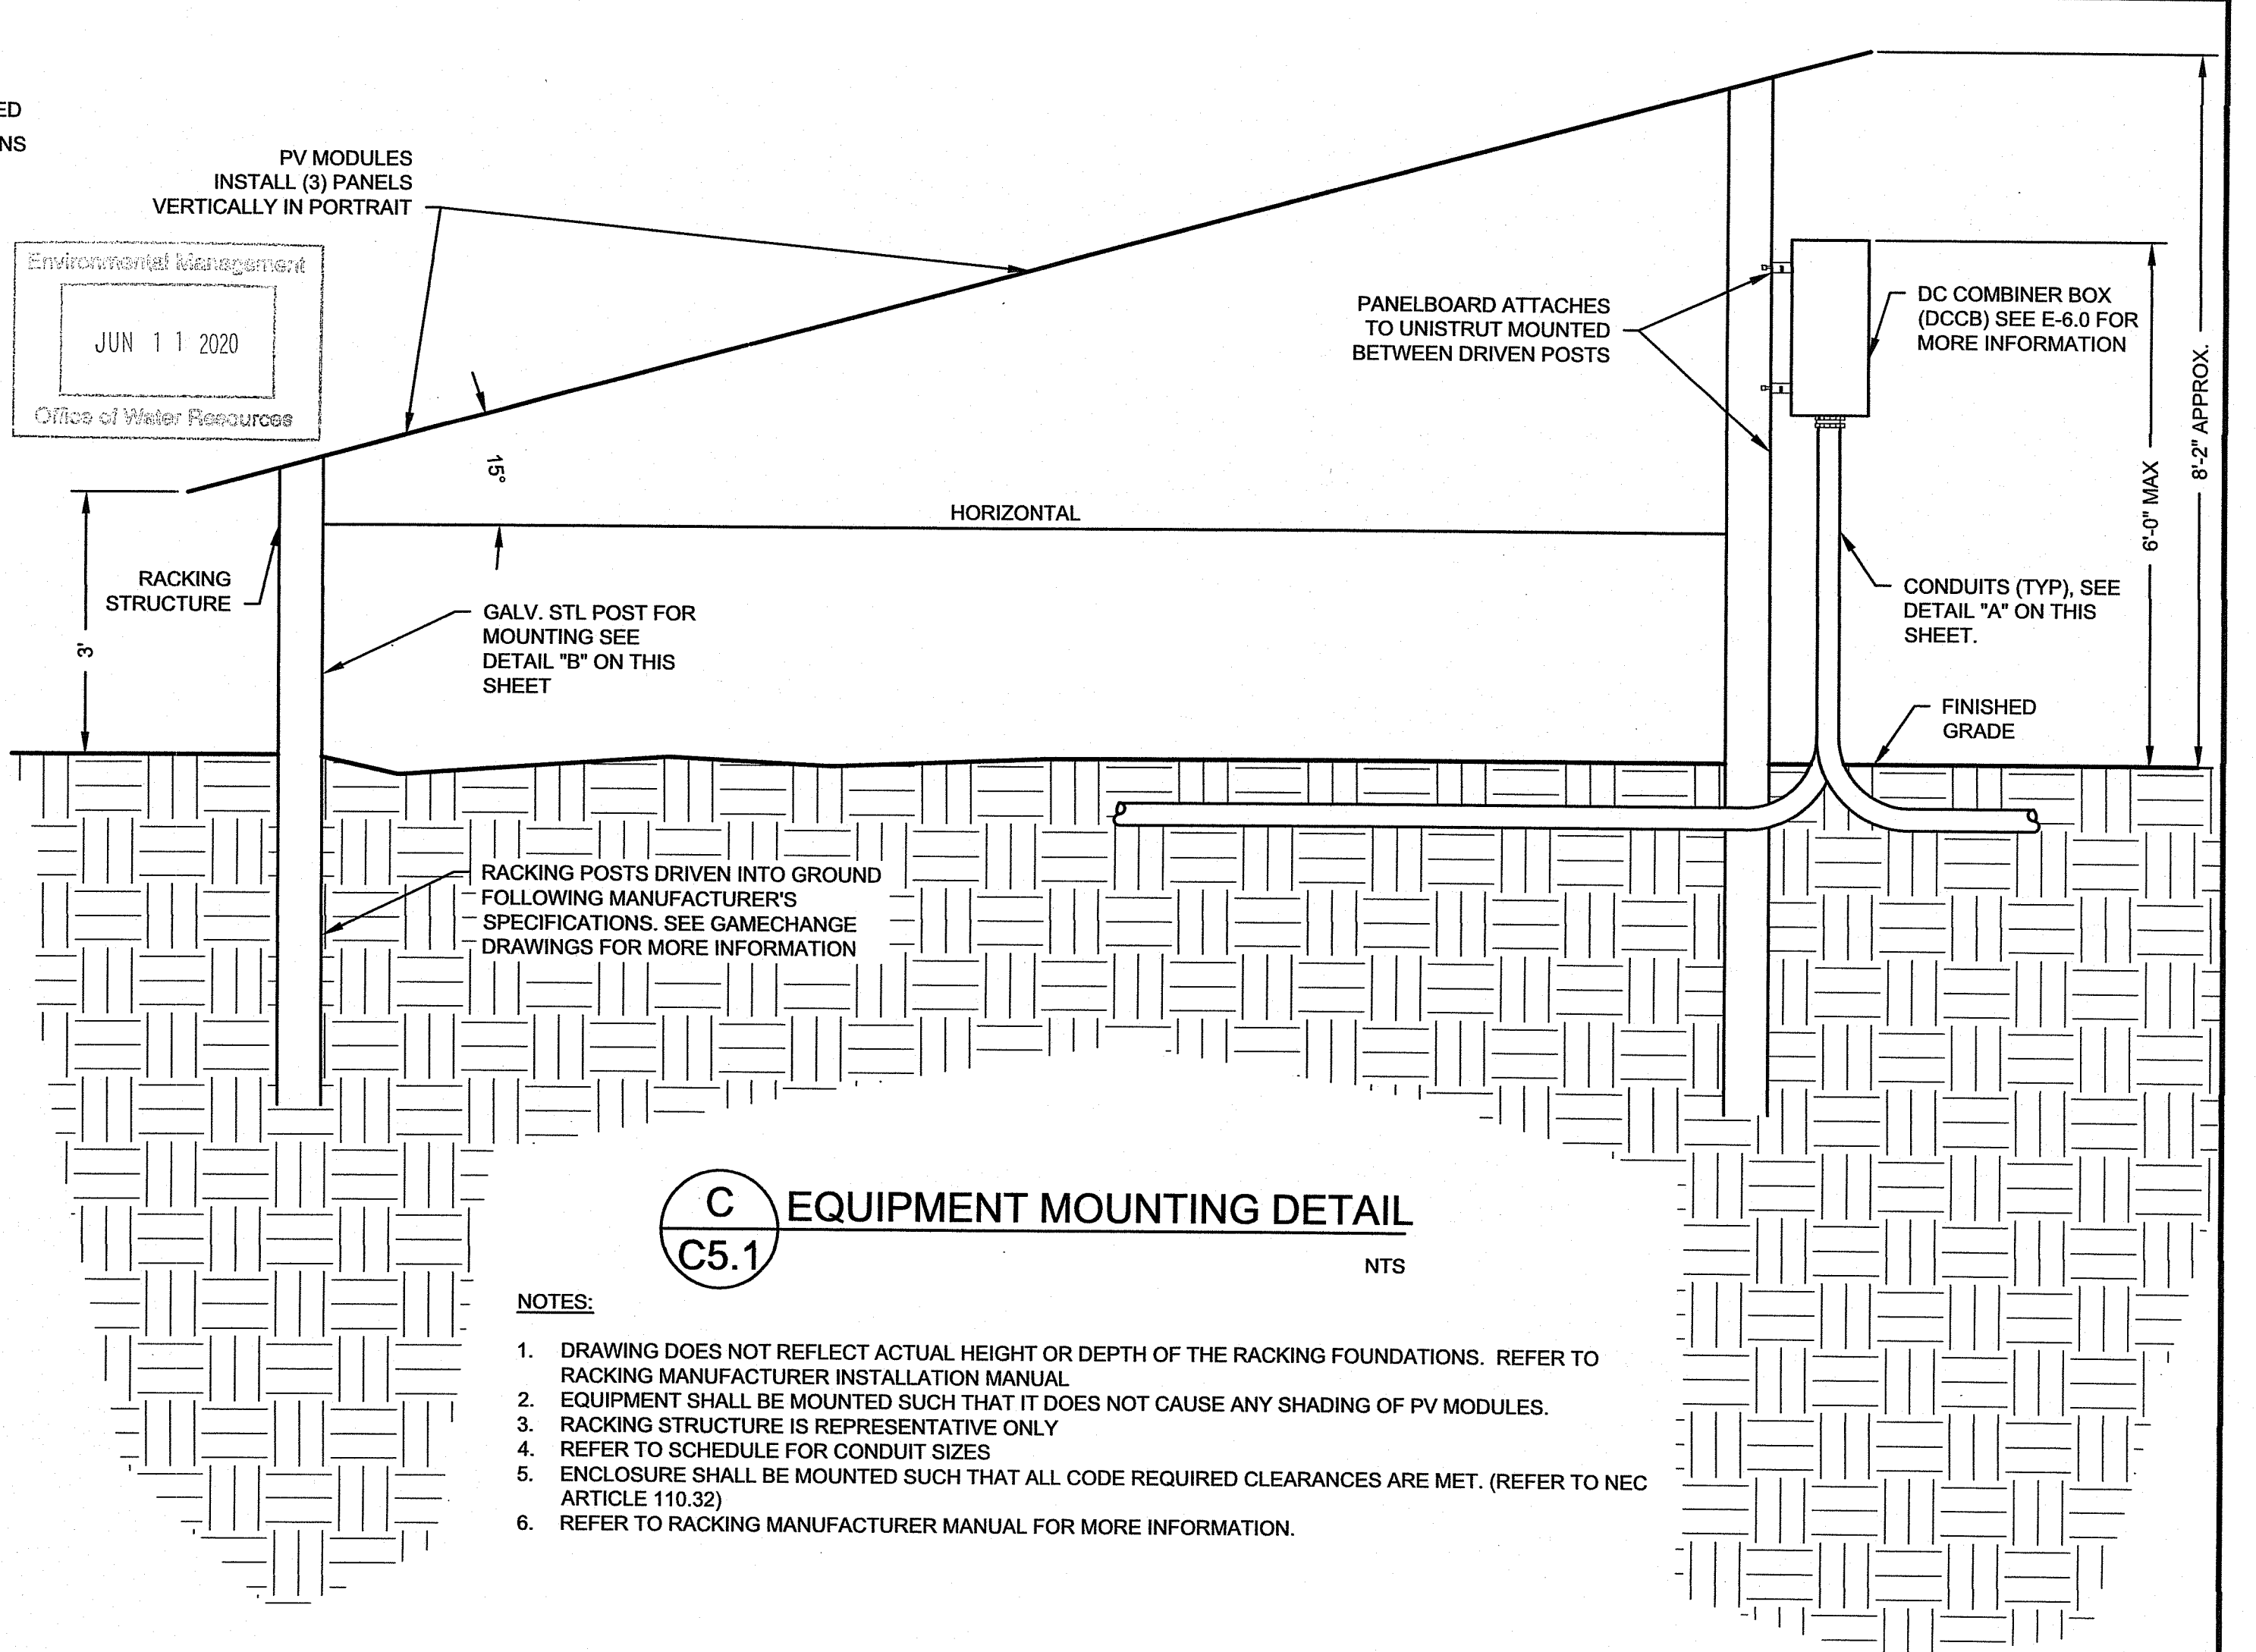 ED
NS
PV MODULES
INSTALL (3) PANELS
VERTICALLY IN PORTRAIT
Environmental Management
JUN 11 2020
Office of Water Resources
15°
HORIZONTAL
PANELBOARD ATTACHES
TO UNISTRUT MOUNTED
BETWEEN DRIVEN POSTS
DC COMBINER BOX
(DCCB) SEE E-6.0 FOR
MORE INFORMATION
8'-2" APPROX.
6'-0" MAX
RACKING
STRUCTURE
3'
GALV. STL POST FOR
MOUNTING SEE
DETAIL "B" ON THIS
SHEET
CONDUITS (TYP), SEE
DETAIL "A" ON THIS
SHEET.
FINISHED
GRADE
RACKING POSTS DRIVEN INTO GROUND
FOLLOWING MANUFACTURER'S
SPECIFICATIONS. SEE GAMECHANGE
DRAWINGS FOR MORE INFORMATION
C
C5.1
EQUIPMENT MOUNTING DETAIL
NTS
NOTES:
1. DRAWING DOES NOT REFLECT ACTUAL HEIGHT OR DEPTH OF THE RACKING FOUNDATIONS. REFER TO
RACKING MANUFACTURER INSTALLATION MANUAL
2. EQUIPMENT SHALL BE MOUNTED SUCH THAT IT DOES NOT CAUSE ANY SHADING OF PV MODULES.
3. RACKING STRUCTURE IS REPRESENTATIVE ONLY
4. REFER TO SCHEDULE FOR CONDUIT SIZES
5. ENCLOSURE SHALL BE MOUNTED SUCH THAT ALL CODE REQUIRED CLEARANCES ARE MET. (REFER TO NEC
ARTICLE 110.32)
6. REFER TO RACKING MANUFACTURER MANUAL FOR MORE INFORMATION.